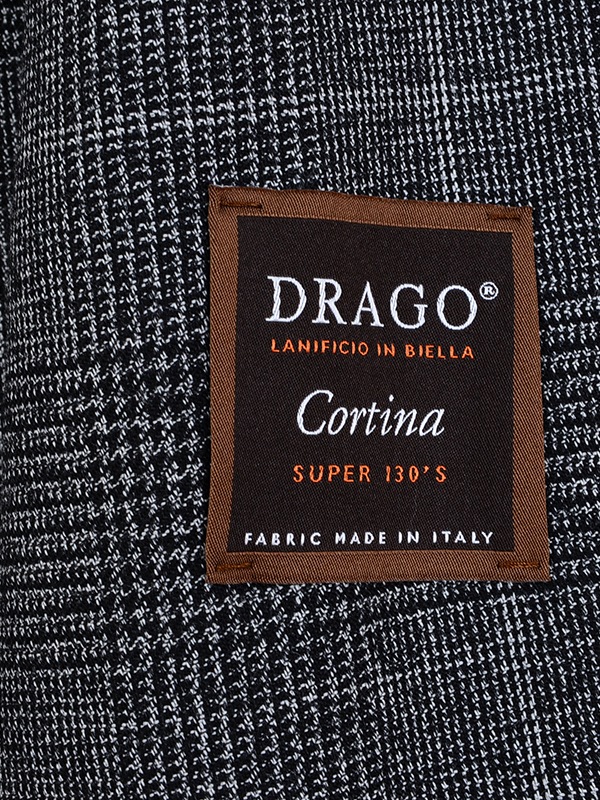 DRAGO®
LANIFICIO IN BIELLA
Cortina
SUPER 130'S
FABRIC MADE IN ITALY